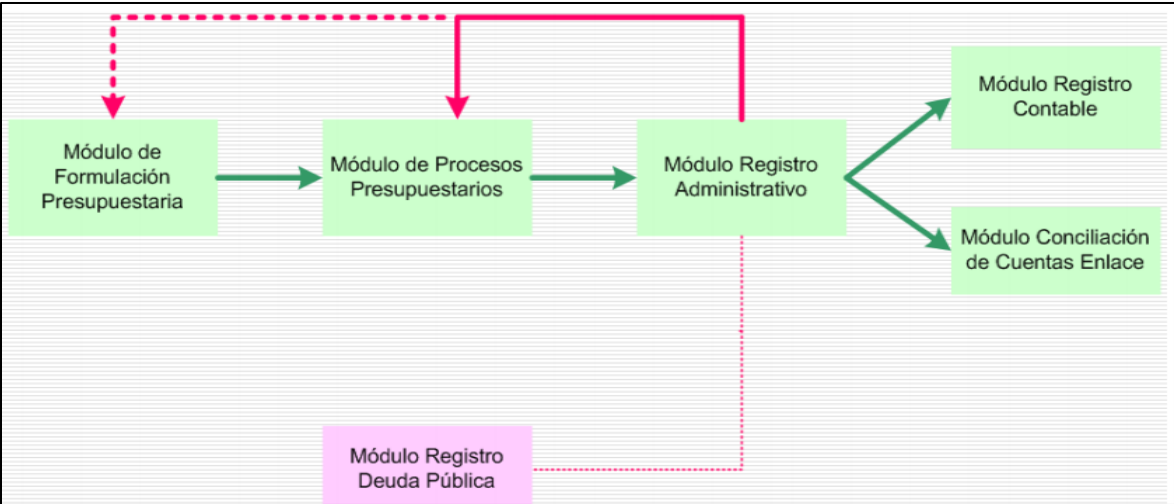 Módulo de
Formulación
Presupuestaria
Módulo de Procesos
Presupuestarios
Módulo Registro
Administrativo
Módulo Registro
Contable
Módulo Conciliación
de Cuentas Enlace
Módulo Registro
Deuda Pública